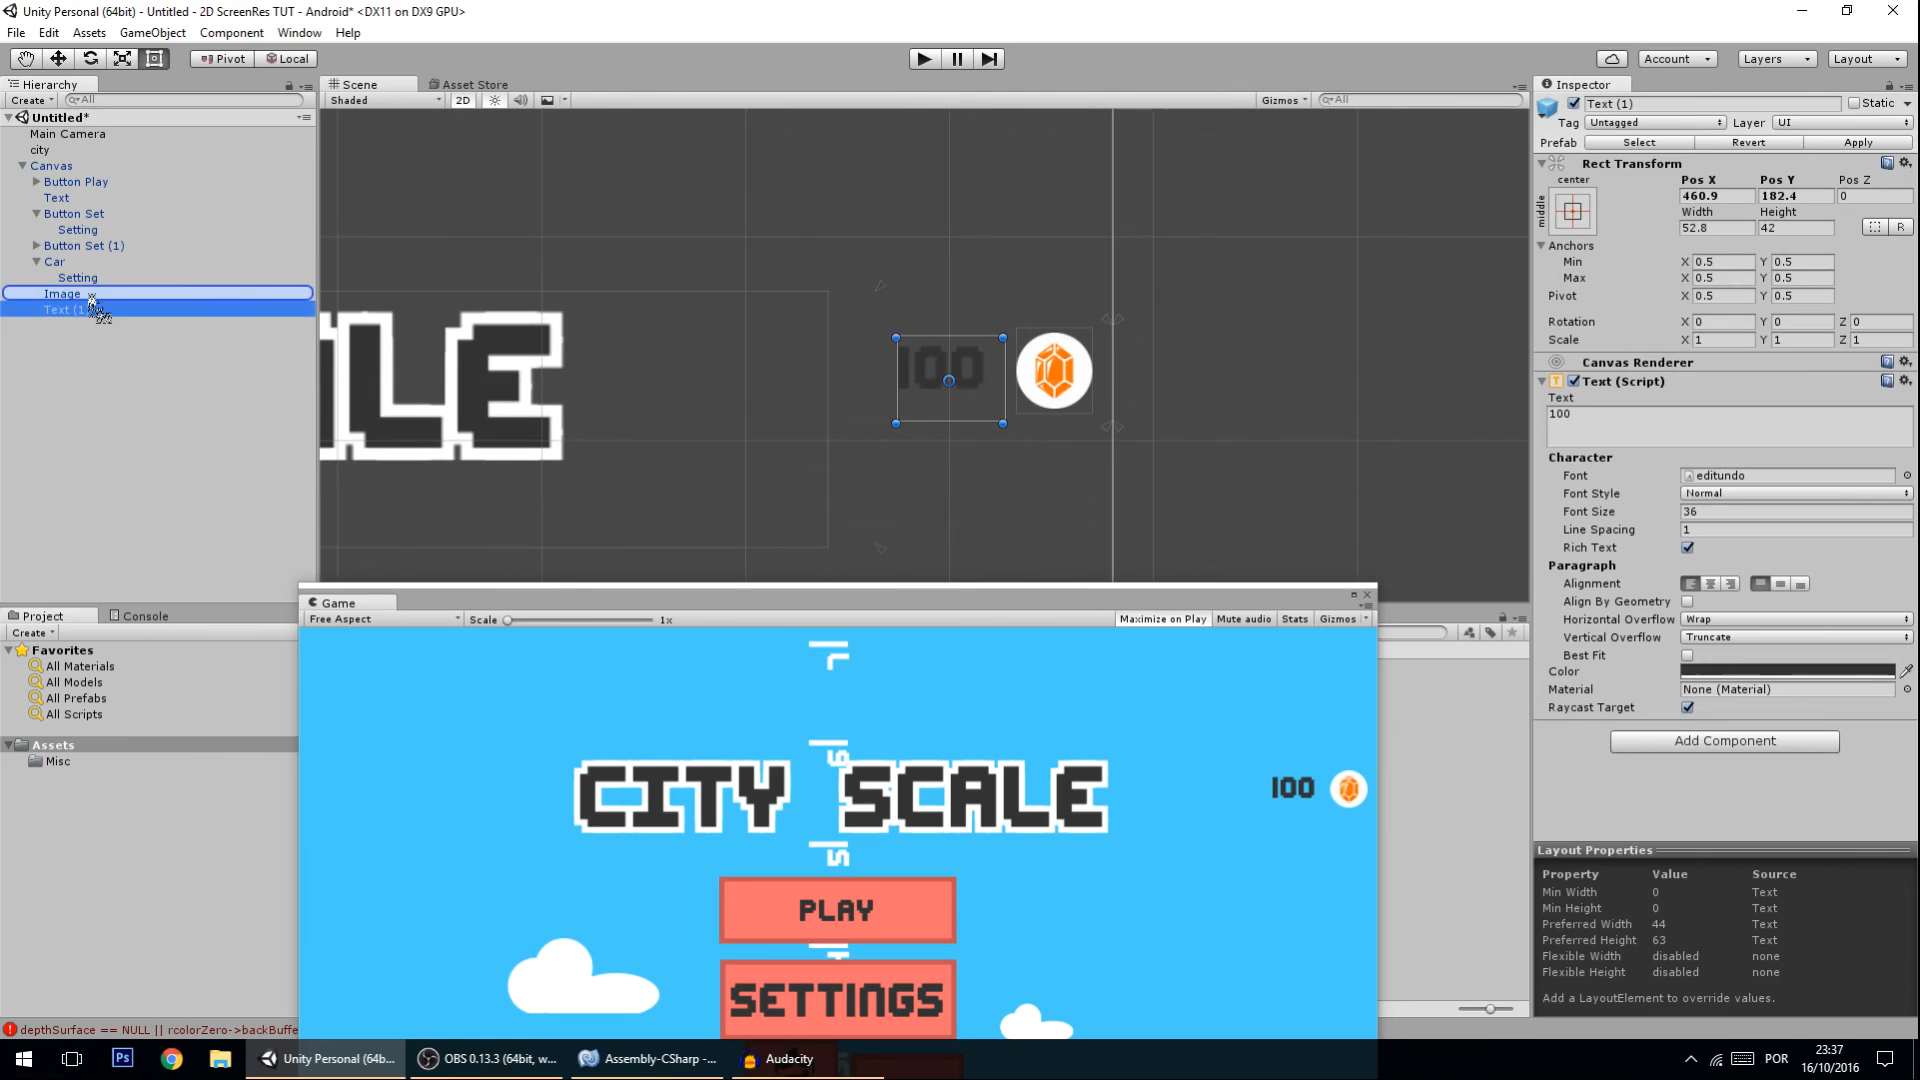 Unity Personal (64bit) - Untitled - 2D ScreenRes TUT - Android* <DX11 on DX9 GPU>
File Edit Assets GameObject Component Window Help
Pivot Local Account Layers Layout
Hierarchy Scene Asset Store Inspector
Create All Shaded 2D Gizmos All
Text (1) Static
Untitled*
Tag Untagged Layer UI
Main Camera
city
Prefab Select Revert Apply
Canvas
Rect Transform
Button Play
center Pos X Pos Y Pos Z
460.9 182.4 0
Text
middle Width Height
Button Set
52.8 42 R
Setting
Button Set (1)
Anchors
Car
Min X 0.5 Y 0.5
Setting
Max X 0.5 Y 0.5
Image
Pivot X 0.5 Y 0.5
Text (1
Rotation X 0 Y 0 Z 0
Scale X 1 Y 1 Z 1
LE 100
Canvas Renderer
Text (Script)
Text
100
Character
Font editundo
Font Style Normal
Font Size 36
Line Spacing 1
Rich Text
Paragraph
Alignment
Align By Geometry
Horizontal Overflow Wrap
Vertical Overflow Truncate
Best Fit
Color
Material None (Material)
Raycast Target
Add Component
Project Console Game
Create Free Aspect Scale 1x Maximize on Play Mute audio Stats Gizmos
Favorites
All Materials
All Models
All Prefabs
All Scripts
Assets
Misc
7
6
CITY SCALE 100
5
PLAY
SETTINGS
Layout Properties
Property Value Source
Min Width 0 Text
Min Height 0 Text
Preferred Width 44 Text
Preferred Height 63 Text
Flexible Width disabled none
Flexible Height disabled none
Add a LayoutElement to override values.
depthSurface == NULL || rcolorZero->backBuffe
Ps Unity Personal (64b... OBS 0.13.3 (64bit, w... Assembly-CSharp -... Audacity POR 23:37
16/10/2016